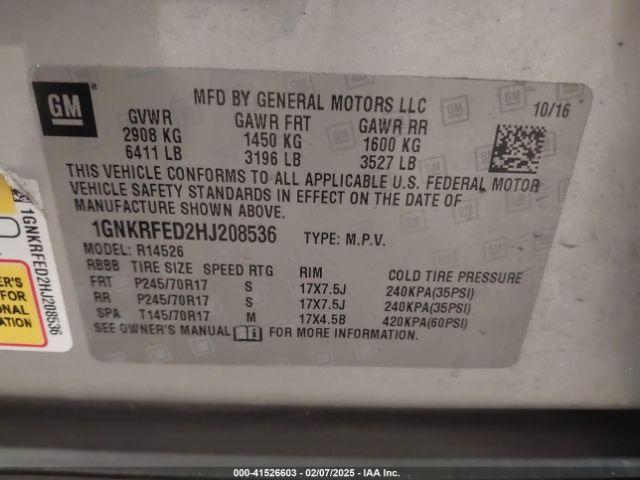 GM
MFD BY GENERAL MOTORS LLC
10/16
GVWR GAWR FRT GAWR RR
2908 KG 1450 KG 1600 KG
6411 LB 3196 LB 3527 LB
THIS VEHICLE CONFORMS TO ALL APPLICABLE U.S. FEDERAL MOTOR
VEHICLE SAFETY STANDARDS IN EFFECT ON THE DATE OF
MANUFACTURE SHOWN ABOVE.
1GNKRFED2HJ208536 TYPE: M.P.V.
MODEL: R14526
RBBB TIRE SIZE SPEED RTG RIM COLD TIRE PRESSURE
FRT P245/70R17 S 17X7.5J 240KPA(35PSI)
RR P245/70R17 S 17X7.5J 240KPA(35PSI)
SPA T145/70R17 M 17X4.5B 420KPA(60PSI)
SEE OWNER'S MANUAL FOR MORE INFORMATION.
1GNKRFED2HJ208536
FOR
ONAL
ATION
000-41526603 - 02/07/2025 - IAA Inc.